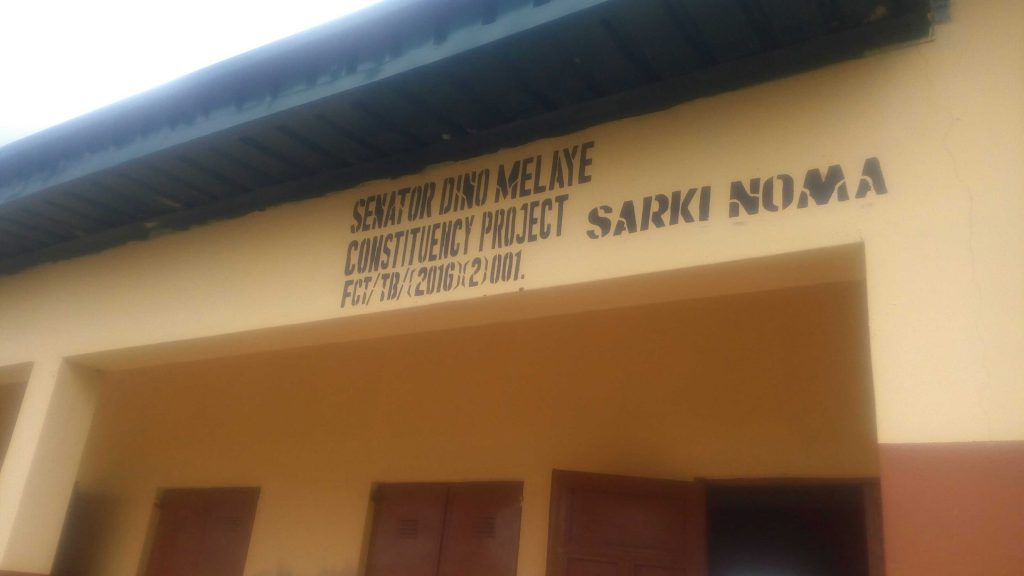 SENATOR DINO MELAYE
CONSTITUENCY PROJECT
FCT/TB/(2016)(2)001.
SARKI NOMA